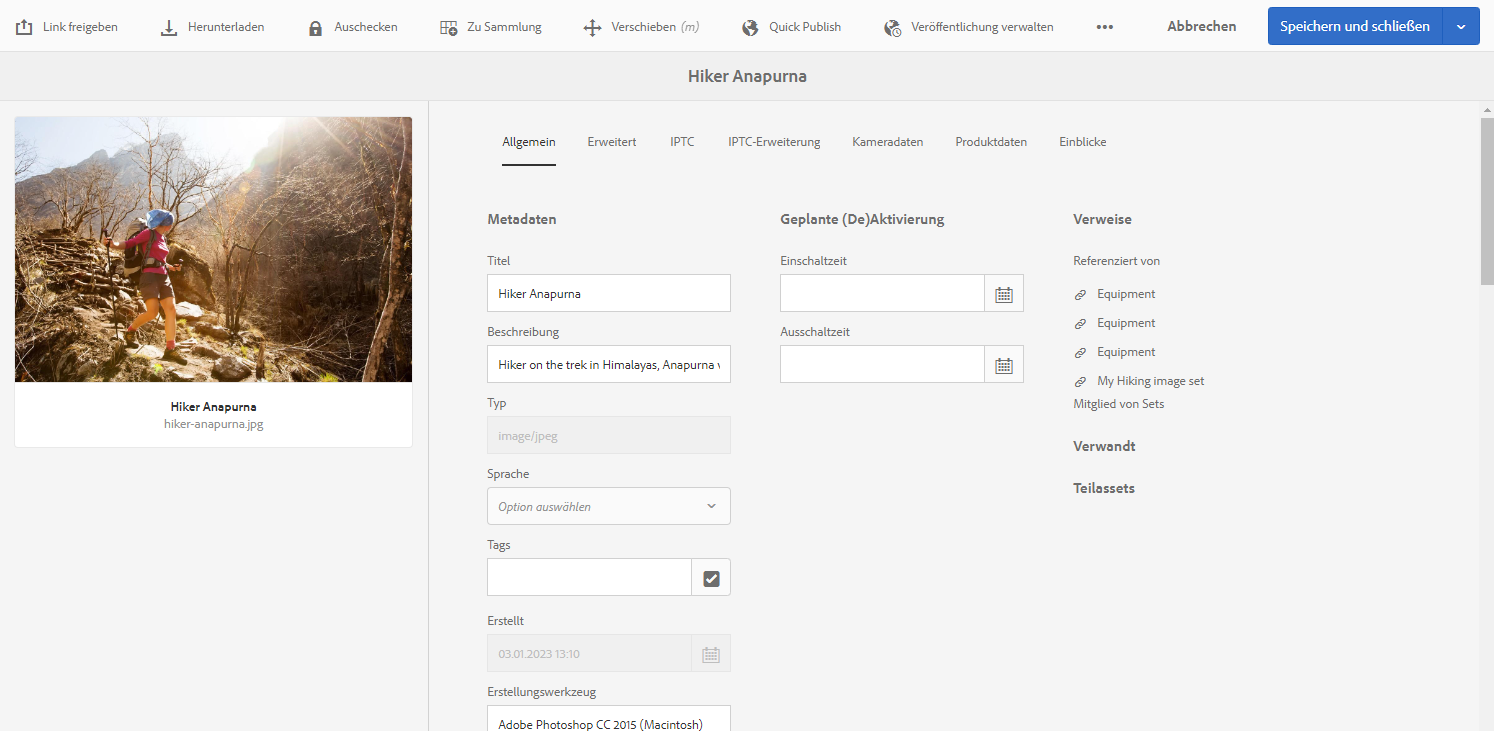 Link freigeben Herunterladen Auschecken Zu Sammlung Verschieben (m) Quick Publish Veröffentlichung verwalten ••• Abbrechen Speichern und schließen
Hiker Anapurna
Hiker Anapurna
hiker-anapurna.jpg
Allgemein Erweitert IPTC IPTC-Erweiterung Kameradaten Produktdaten Einblicke
Metadaten
Titel
Hiker Anapurna
Beschreibung
Hiker on the trek in Himalayas, Anapurna
Typ
image/jpeg
Sprache
Option auswählen
Tags
Erstellt
03.01.2023 13:10
Erstellungswerkzeug
Adobe Photoshop CC 2015 (Macintosh)
Geplante (De)Aktivierung
Einschaltzeit
Ausschaltzeit
Verweise
Referenziert von
Equipment
Equipment
Equipment
My Hiking image set
Mitglied von Sets
Verwandt
Teilassets